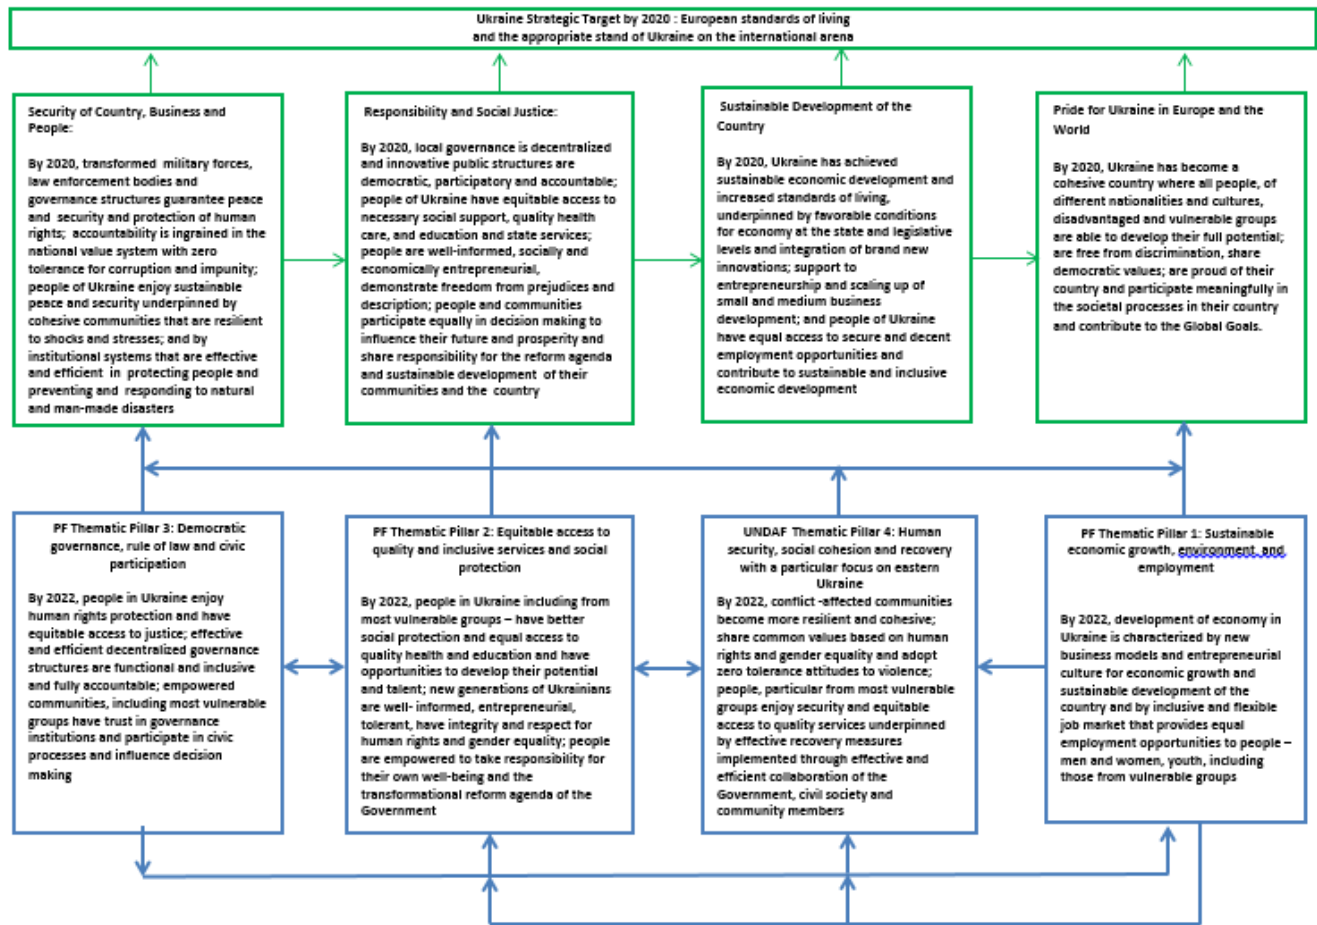 Ukraine Strategic Target by 2020 : European standards of living
and the appropriate stand of Ukraine on the international arena
Security of Country, Business and
People:
By 2020, transformed military forces,
law enforcement bodies and
governance structures guarantee peace
and security and protection of human
rights; accountability is ingrained in the
national value system with zero
tolerance for corruption and impunity;
people of Ukraine enjoy sustainable
peace and security underpinned by
cohesive communities that are resilient
to shocks and stresses; and by
institutional systems that are effective
and efficient in protecting people and
preventing and responding to natural
and man-made disasters
Responsibility and Social Justice:
By 2020, local governance is decentralized
and innovative public structures are
democratic, participatory and accountable;
people of Ukraine have equitable access to
necessary social support, quality health
care, and education and state services;
people are well-informed, socially and
economically entrepreneurial,
demonstrate freedom from prejudices and
description; people and communities
participate equally in decision making to
influence their future and prosperity and
share responsibility for the reform agenda
and sustainable development of their
communities and the country
Sustainable Development of the
Country
By 2020, Ukraine has achieved
sustainable economic development and
increased standards of living,
underpinned by favorable conditions
for economy at the state and legislative
levels and integration of brand new
innovations; support to
entrepreneurship and scaling up of
small and medium business
development; and people of Ukraine
have equal access to secure and decent
employment opportunities and
contribute to sustainable and inclusive
economic development
Pride for Ukraine in Europe and the
World
By 2020, Ukraine has become a
cohesive country where all people, of
different nationalities and cultures,
disadvantaged and vulnerable groups
are able to develop their full potential;
are free from discrimination, share
democratic values; are proud of their
country and participate meaningfully in
the societal processes in their country
and contribute to the Global Goals.
PF Thematic Pillar 3: Democratic
governance, rule of law and civic
participation
By 2022, people in Ukraine enjoy
human rights protection and have
equitable access to justice; effective
and efficient decentralized governance
structures are functional and inclusive
and fully accountable; empowered
communities, including most vulnerable
groups have trust in governance
institutions and participate in civic
processes and influence decision
making
PF Thematic Pillar 2: Equitable access to
quality and inclusive services and social
protection
By 2022, people in Ukraine including from
most vulnerable groups – have better
social protection and equal access to
quality health and education and have
opportunities to develop their potential
and talent; new generations of Ukrainians
are well- informed, entrepreneurial,
tolerant, have integrity and respect for
human rights and gender equality; people
are empowered to take responsibility for
their own well-being and the
transformational reform agenda of the
Government
UNDAF Thematic Pillar 4: Human
security, social cohesion and recovery
with a particular focus on eastern
Ukraine
By 2022, conflict -affected communities
become more resilient and cohesive;
share common values based on human
rights and gender equality and adopt
zero tolerance attitudes to violence;
people, particular from most vulnerable
groups enjoy security and equitable
access to quality services underpinned
by effective recovery measures
implemented through effective and
efficient collaboration of the
Government, civil society and
community members
PF Thematic Pillar 1: Sustainable
economic growth, environment and
employment
By 2022, development of economy in
Ukraine is characterized by new
business models and entrepreneurial
culture for economic growth and
sustainable development of the
country and by inclusive and flexible
job market that provides equal
employment opportunities to people –
men and women, youth, including
those from vulnerable groups